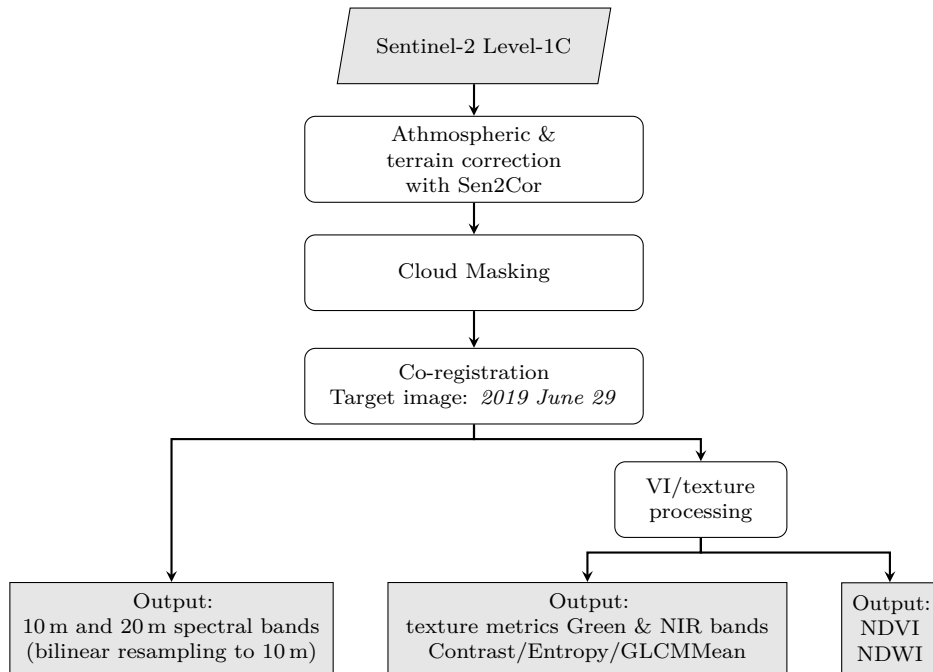 Sentinel-2 Level-1C
Athmospheric &
terrain correction
with Sen2Cor
Cloud Masking
Co-registration
Target image: 2019 June 29
VI/texture
processing
Output:
10 m and 20 m spectral bands
(bilinear resampling to 10 m)
Output:
texture metrics Green & NIR bands
Contrast/Entropy/GLCMMean
Output:
NDVI
NDWI